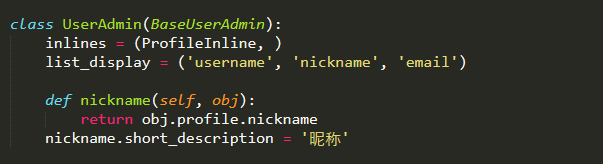 class UserAdmin(BaseUserAdmin):
    inlines = (ProfileInline, )
    list_display = ('username', 'nickname', 'email')

    def nickname(self, obj):
        return obj.profile.nickname
    nickname.short_description = '昵称'